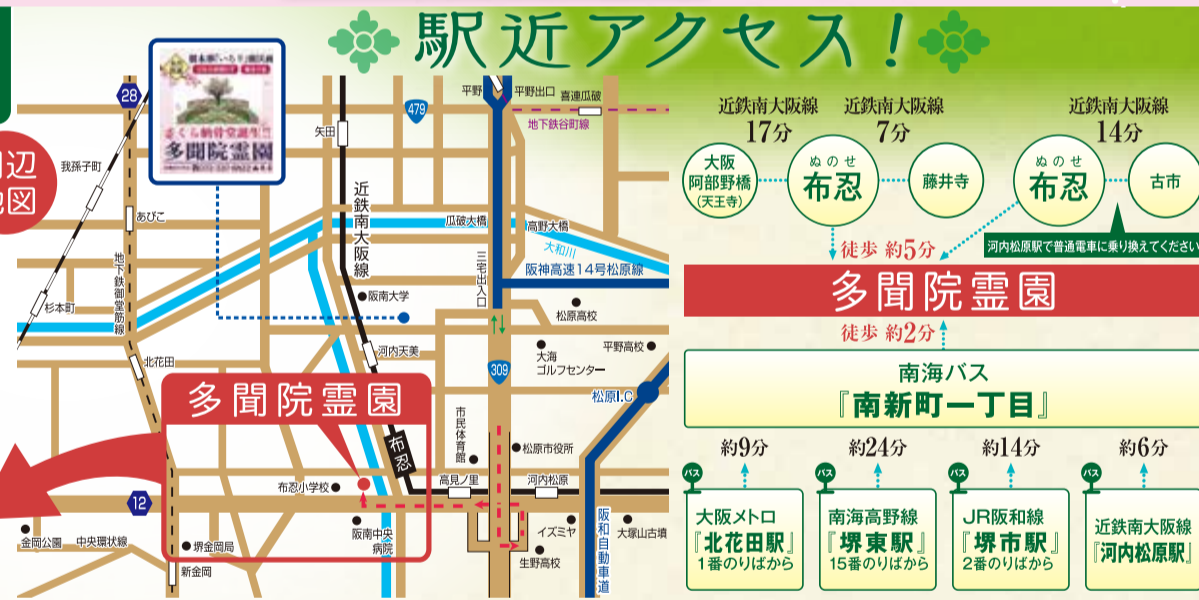 駅近アクセス!
多聞院霊園
辺
図
28
479
12
309
我孫子町
あびこ
杉本町
地下鉄御堂筋線
北花田
矢田
近鉄南大阪線
平野
平野出口
喜連瓜破
地下鉄谷町線
瓜破大橋
高野大橋
大和川
三宅出入口
阪神高速14号松原線
阪南大学
松原高校
河内天美
大海
ゴルフセンター
平野高校
松原I.C
多聞院霊園
布忍
市民体育館
松原市役所
布忍小学校
高見ノ里
河内松原
阪南中央
病院
イズミヤ
大塚山古墳
生野高校
阪和自動車道
金岡公園
中央環状線
堺金岡局
新金岡
近鉄南大阪線
17分
近鉄南大阪線
7分
近鉄南大阪線
14分
大阪
阿部野橋
(天王寺)
ぬのせ
布忍
藤井寺
ぬのせ
布忍
古市
河内松原駅で普通電車に乗り換えてください
徒歩 約5分
多聞院霊園
徒歩 約2分
南海バス
『南新町一丁目』
約9分
約24分
約14分
約6分
バス
バス
バス
バス
大阪メトロ
『北花田駅』
1番のりばから
南海高野線
『堺東駅』
15番のりばから
JR阪和線
『堺市駅』
2番のりばから
近鉄南大阪線
『河内松原駅』